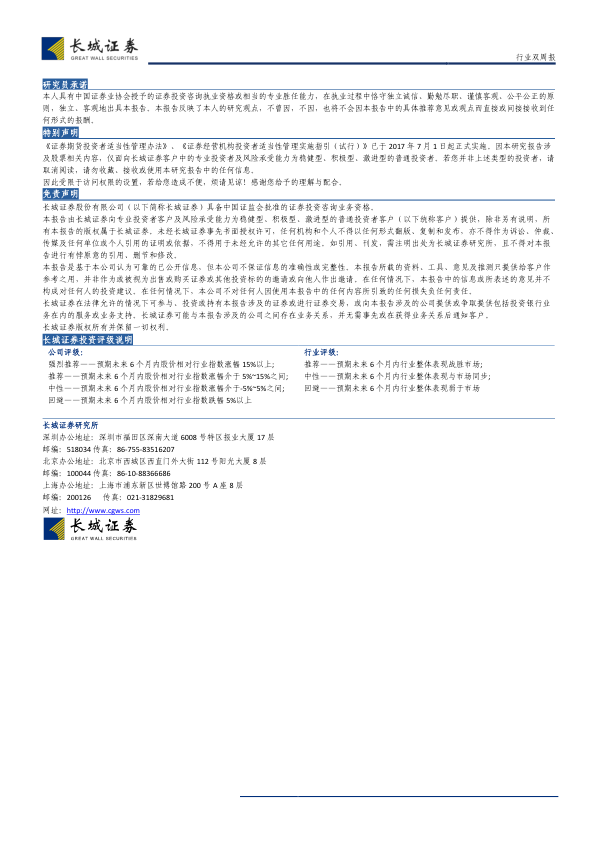 长城证券
GREAT WALL SECURITIES
行业双周报
研究员承诺
本人具有中国证券业协会授予的证券投资咨询执业资格或相当的专业胜任能力，在执业过程中恪守独立诚信、勤勉尽职、谨慎客观、公平公正的原
则，独立、客观地出具本报告。本报告反映了本人的研究观点，不曾因，不因，也将不会因本报告中的具体推荐意见或观点而直接或间接接收到任
何形式的报酬。
特别声明
《证券期货投资者适当性管理办法》、《证券经营机构投资者适当性管理实施指引（试行）》已于 2017 年 7 月 1 日起正式实施。因本研究报告涉
及股票相关内容，仅面向长城证券客户中的专业投资者及风险承受能力为稳健型、积极型、激进型的普通投资者。若您并非上述类型的投资者，请
取消阅读，请勿收藏、接收或使用本研究报告中的任何信息。
因此受限于访问权限的设置，若给您造成不便，烦请见谅！感谢您给予的理解与配合。
免责声明
长城证券股份有限公司（以下简称长城证券）具备中国证监会批准的证券投资咨询业务资格。
本报告由长城证券向专业投资者客户及风险承受能力为稳健型、积极型、激进型的普通投资者客户（以下统称客户）提供，除非另有说明，所
有本报告的版权属于长城证券。未经长城证券事先书面授权许可，任何机构和个人不得以任何形式翻版、复制和发布，亦不得作为诉讼、仲裁、
传媒及任何单位或个人引用的证明或依据，不得用于未经允许的其它任何用途。如引用、刊发，需注明出处为长城证券研究所，且不得对本报
告进行有悖原意的引用、删节和修改。
本报告是基于本公司认为可靠的已公开信息，但本公司不保证信息的准确性或完整性。本报告所载的资料、工具、意见及推测只提供给客户作
参考之用，并非作为或被视为出售或购买证券或其他投资标的的邀请或向他人作出邀请。在任何情况下，本报告中的信息或所表述的意见并不
构成对任何人的投资建议。在任何情况下，本公司不对任何人因使用本报告中的任何内容所引致的任何损失负任何责任。
长城证券在法律允许的情况下可参与、投资或持有本报告涉及的证券或进行证券交易，或向本报告涉及的公司提供或争取提供包括投资银行业
务在内的服务或业务支持。长城证券可能与本报告涉及的公司之间存在业务关系，并无需事先或在获得业务关系后通知客户。
长城证券版权所有并保留一切权利。
长城证券投资评级说明
公司评级：
强烈推荐——预期未来 6 个月内股价相对行业指数涨幅 15%以上;
推荐——预期未来 6 个月内股价相对行业指数涨幅介于 5%~15%之间;
中性——预期未来 6 个月内股价相对行业指数涨幅介于-5%~5%之间;
回避——预期未来 6 个月内股价相对行业指数跌幅 5%以上
行业评级：
推荐——预期未来 6 个月内行业整体表现战胜市场;
中性——预期未来 6 个月内行业整体表现与市场同步;
回避——预期未来 6 个月内行业整体表现弱于市场
长城证券研究所
深圳办公地址：深圳市福田区深南大道 6008 号特区报业大厦 17 层
邮编：518034 传真：86-755-83516207
北京办公地址：北京市西城区西直门外大街 112 号阳光大厦 8 层
邮编：100044 传真：86-10-88366686
上海办公地址：上海市浦东新区世博馆路 200 号 A 座 8 层
邮编：200126 传真：021-31829681
网址：http://www.cgws.com
长城证券
GREAT WALL SECURITIES